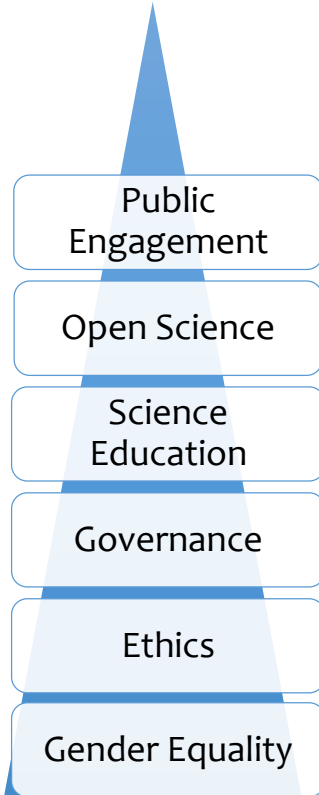 Public
Engagement
Open Science
Science
Education
Governance
Ethics
Gender Equality